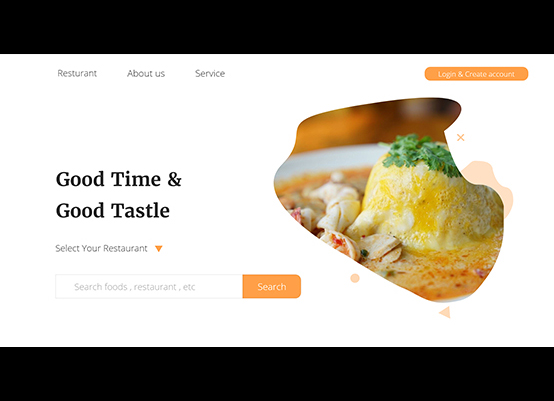 Resturant About us Service Login & Create account
Good Time &
Good Tastle
Select Your Restaurant
Search foods , restaurant , etc Search